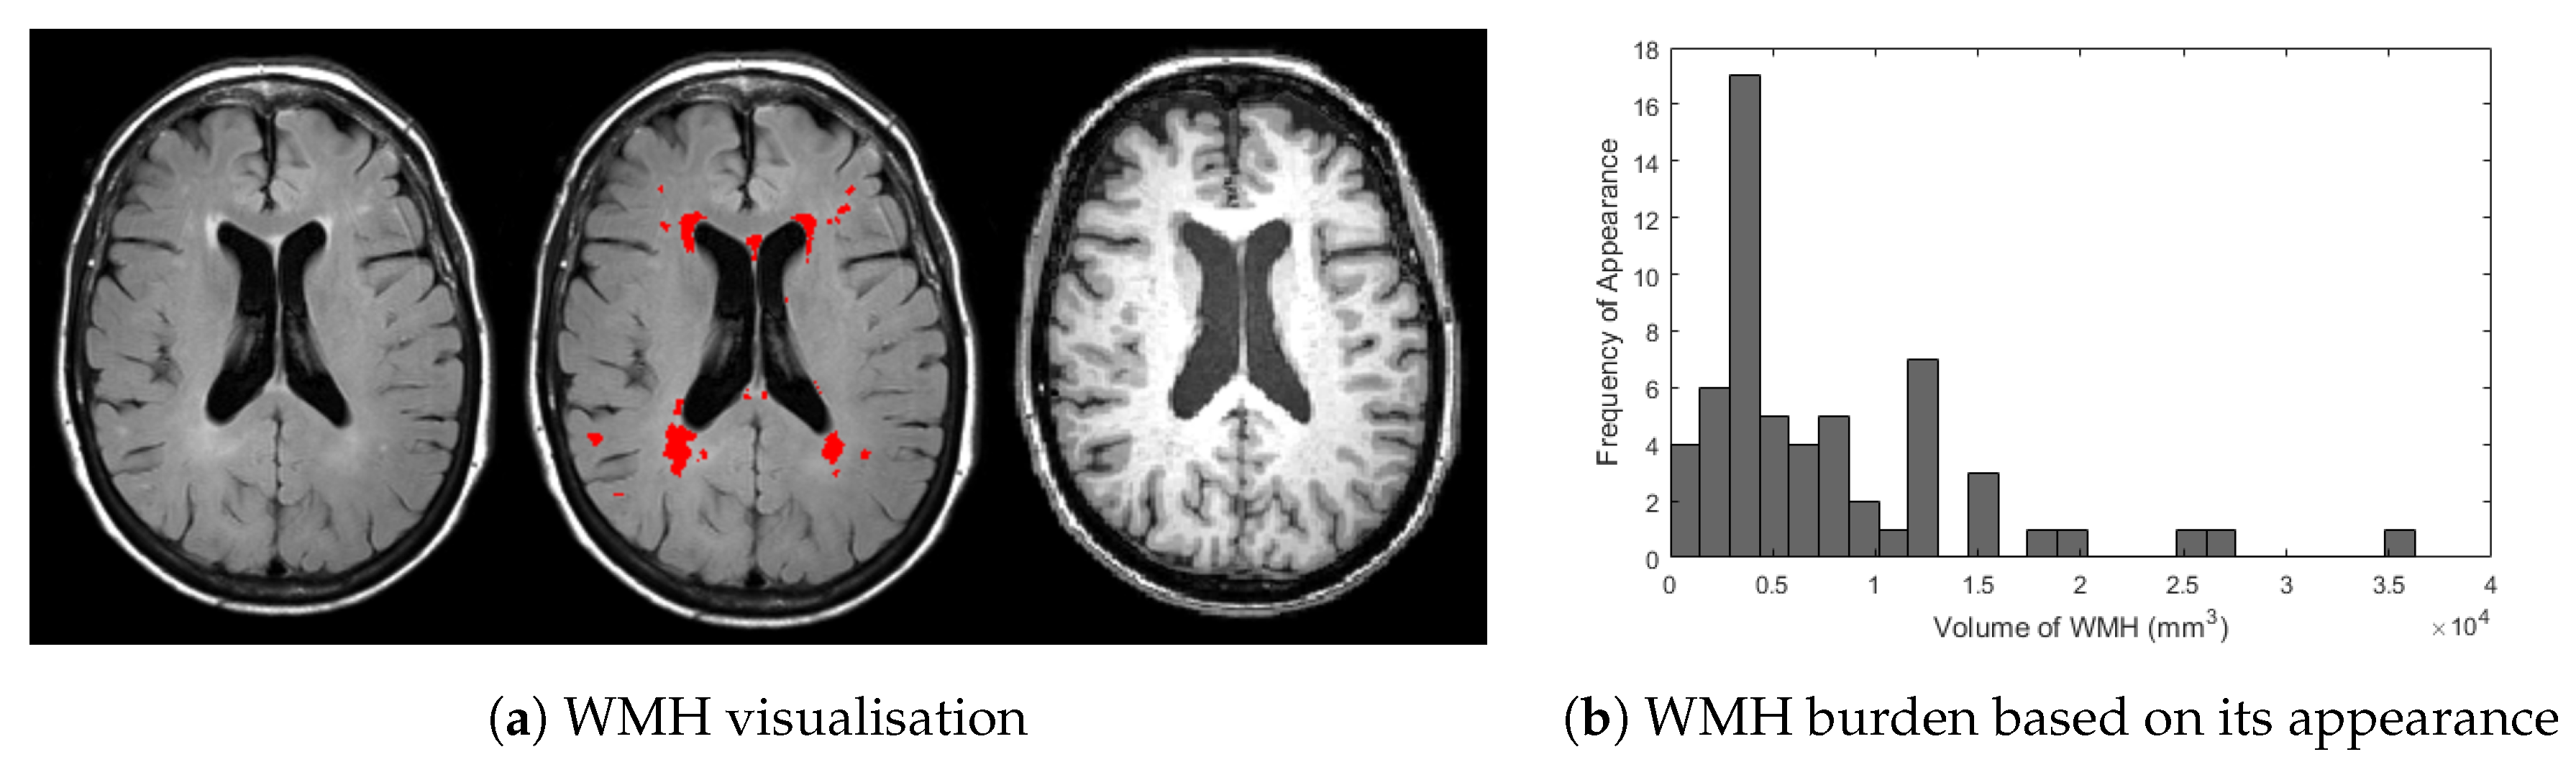 18
16
14
12
10
8
6
4
2
0
Frequency of Appearance
0 0.5 1 1.5 2 2.5 3 3.5 4
Volume of WMH (mm³) ×10⁴
(a) WMH visualisation
(b) WMH burden based on its appearance